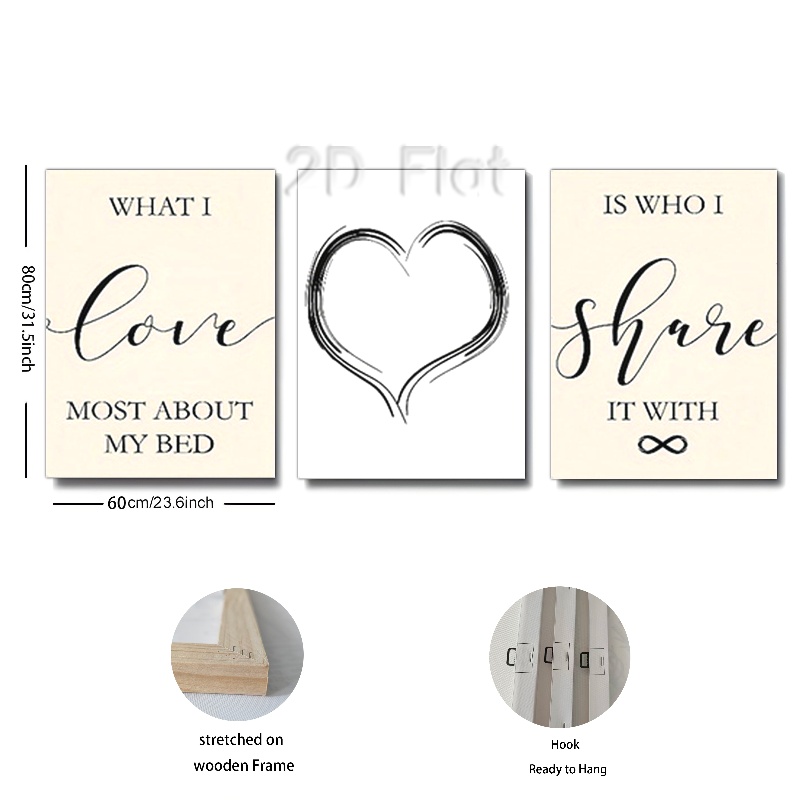 2D Flat
WHAT I
love
MOST ABOUT
MY BED
IS WHO I
share
IT WITH
80cm/31.5inch
60cm/23.6inch
stretched on
wooden Frame
Hook
Ready to Hang